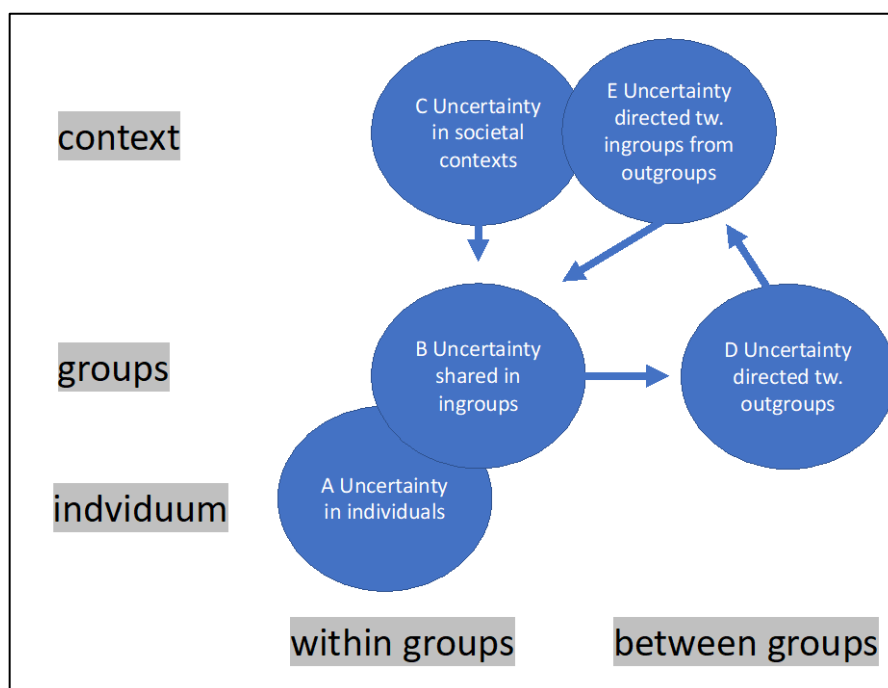 context
C Uncertainty
in societal
contexts
E Uncertainty
directed tw.
ingroups from
outgroups
groups
B Uncertainty
shared in
ingroups
D Uncertainty
directed tw.
outgroups
indviduum
A Uncertainty
in individuals
within groups
between groups